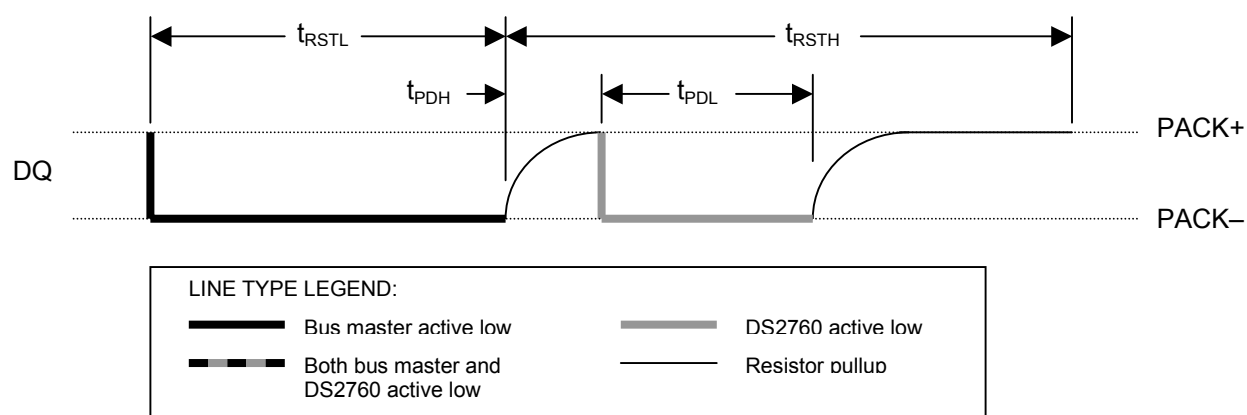 tRSTL
tRSTH
tPDH
tPDL
PACK+
DQ
PACK–
LINE TYPE LEGEND:
Bus master active low
DS2760 active low
Both bus master and
DS2760 active low
Resistor pullup